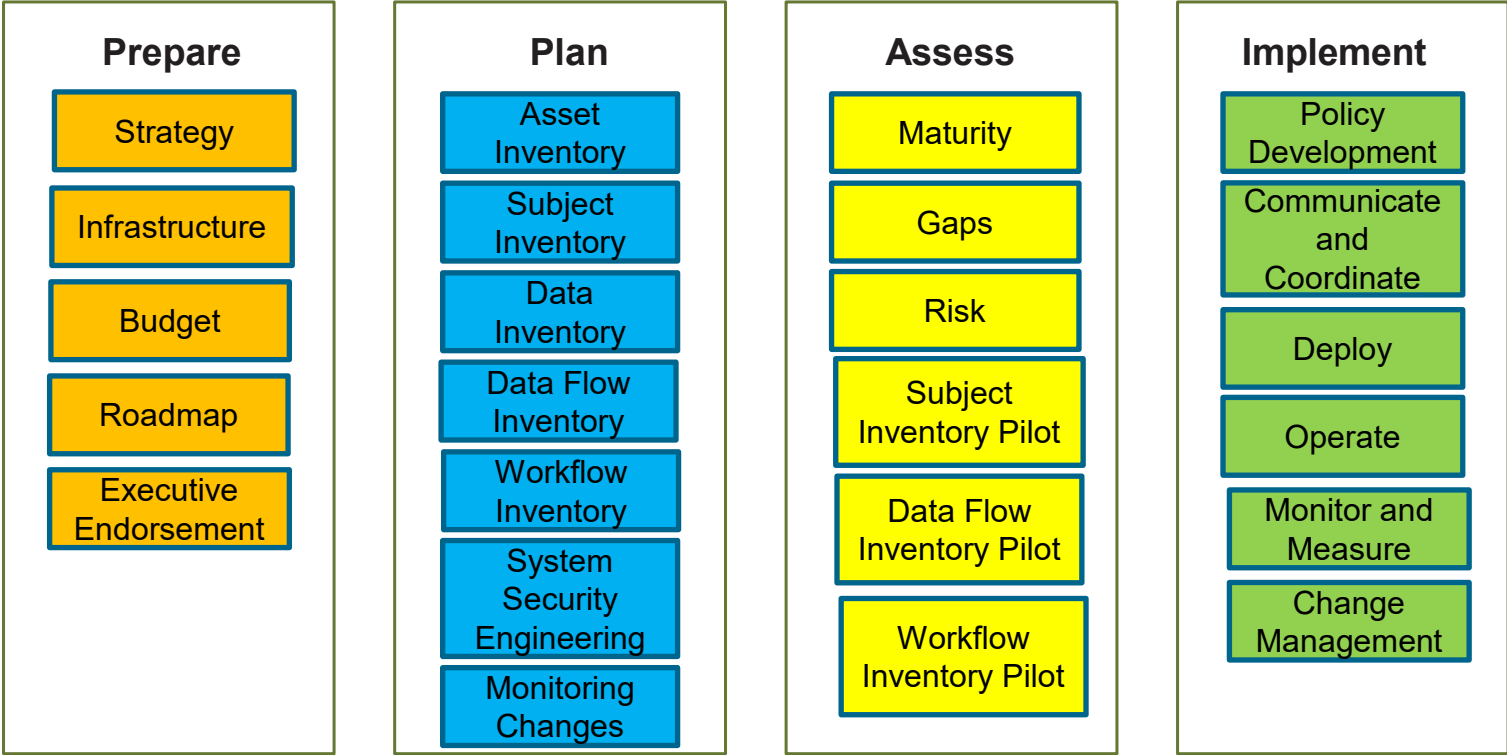 Prepare
Strategy
Infrastructure
Budget
Roadmap
Executive
Endorsement
Plan
Asset
Inventory
Subject
Inventory
Data
Inventory
Data Flow
Inventory
Workflow
Inventory
System
Security
Engineering
Monitoring
Changes
Assess
Maturity
Gaps
Risk
Subject
Inventory Pilot
Data Flow
Inventory Pilot
Workflow
Inventory Pilot
Implement
Policy
Development
Communicate
and
Coordinate
Deploy
Operate
Monitor and
Measure
Change
Management